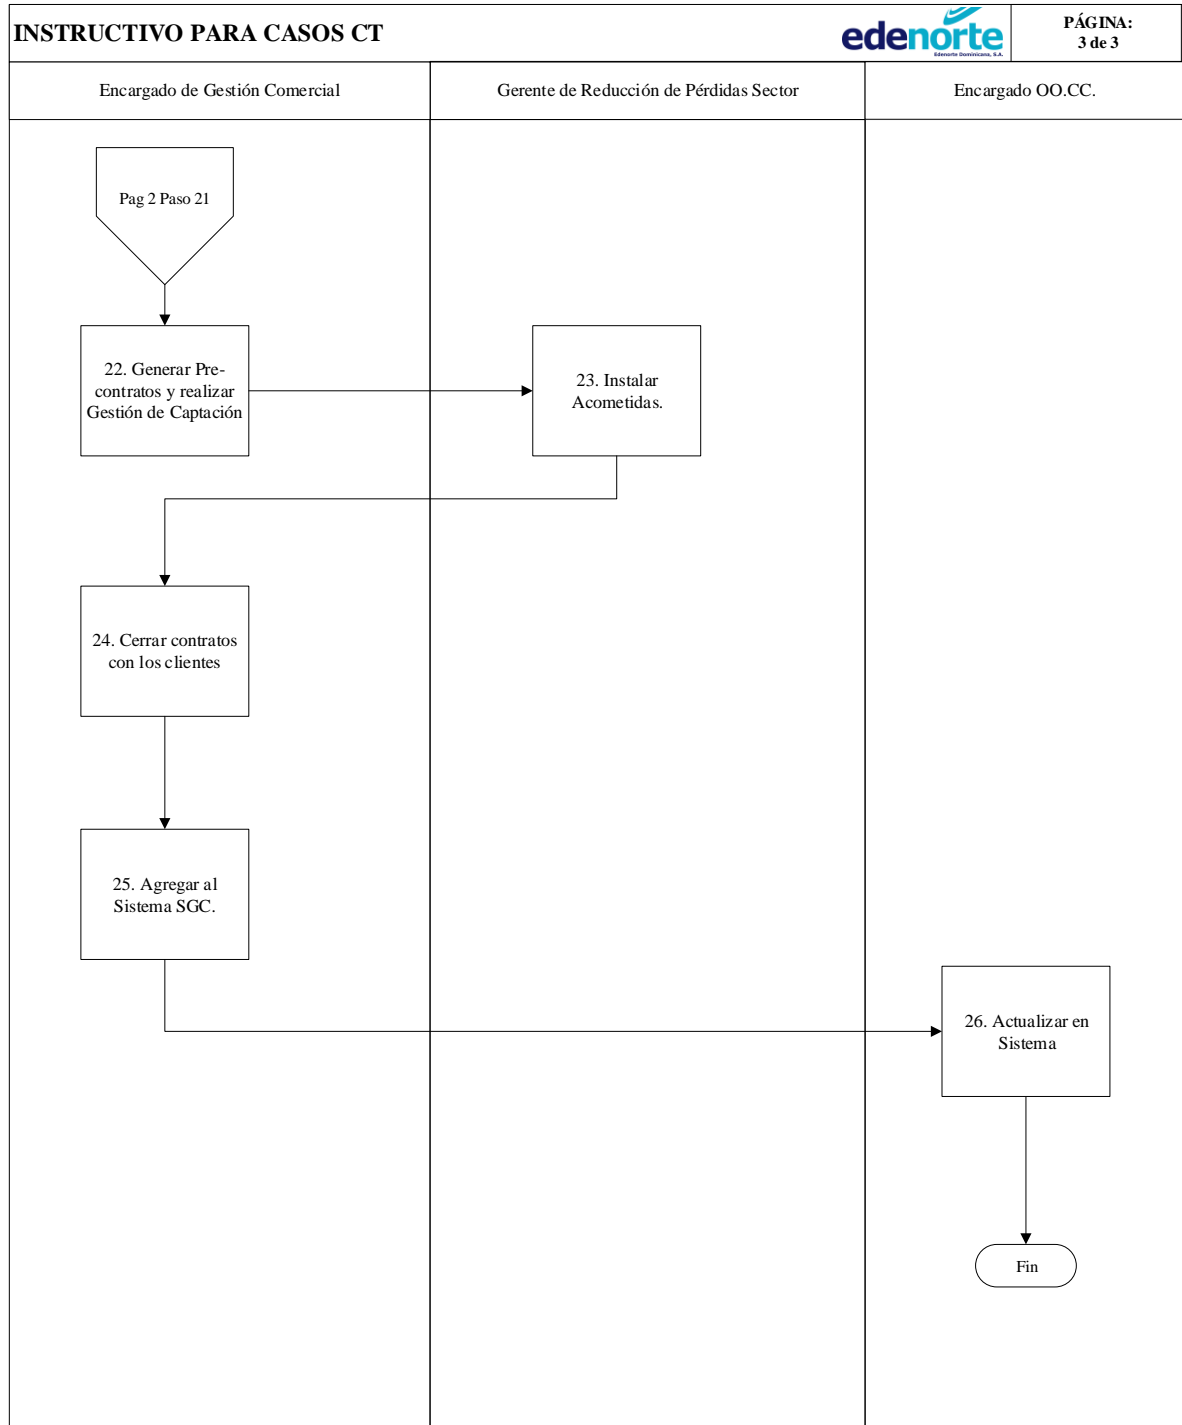 INSTRUCTIVO PARA CASOS CT
edenorte
Edenorte Dominicana, S.A.
PÁGINA:
3 de 3
Encargado de Gestión Comercial
Gerente de Reducción de Pérdidas Sector
Encargado OO.CC.
Pag 2 Paso 21
22. Generar Pre-
contratos y realizar
Gestión de Captación
23. Instalar
Acometidas.
24. Cerrar contratos
con los clientes
25. Agregar al
Sistema SGC.
26. Actualizar en
Sistema
Fin